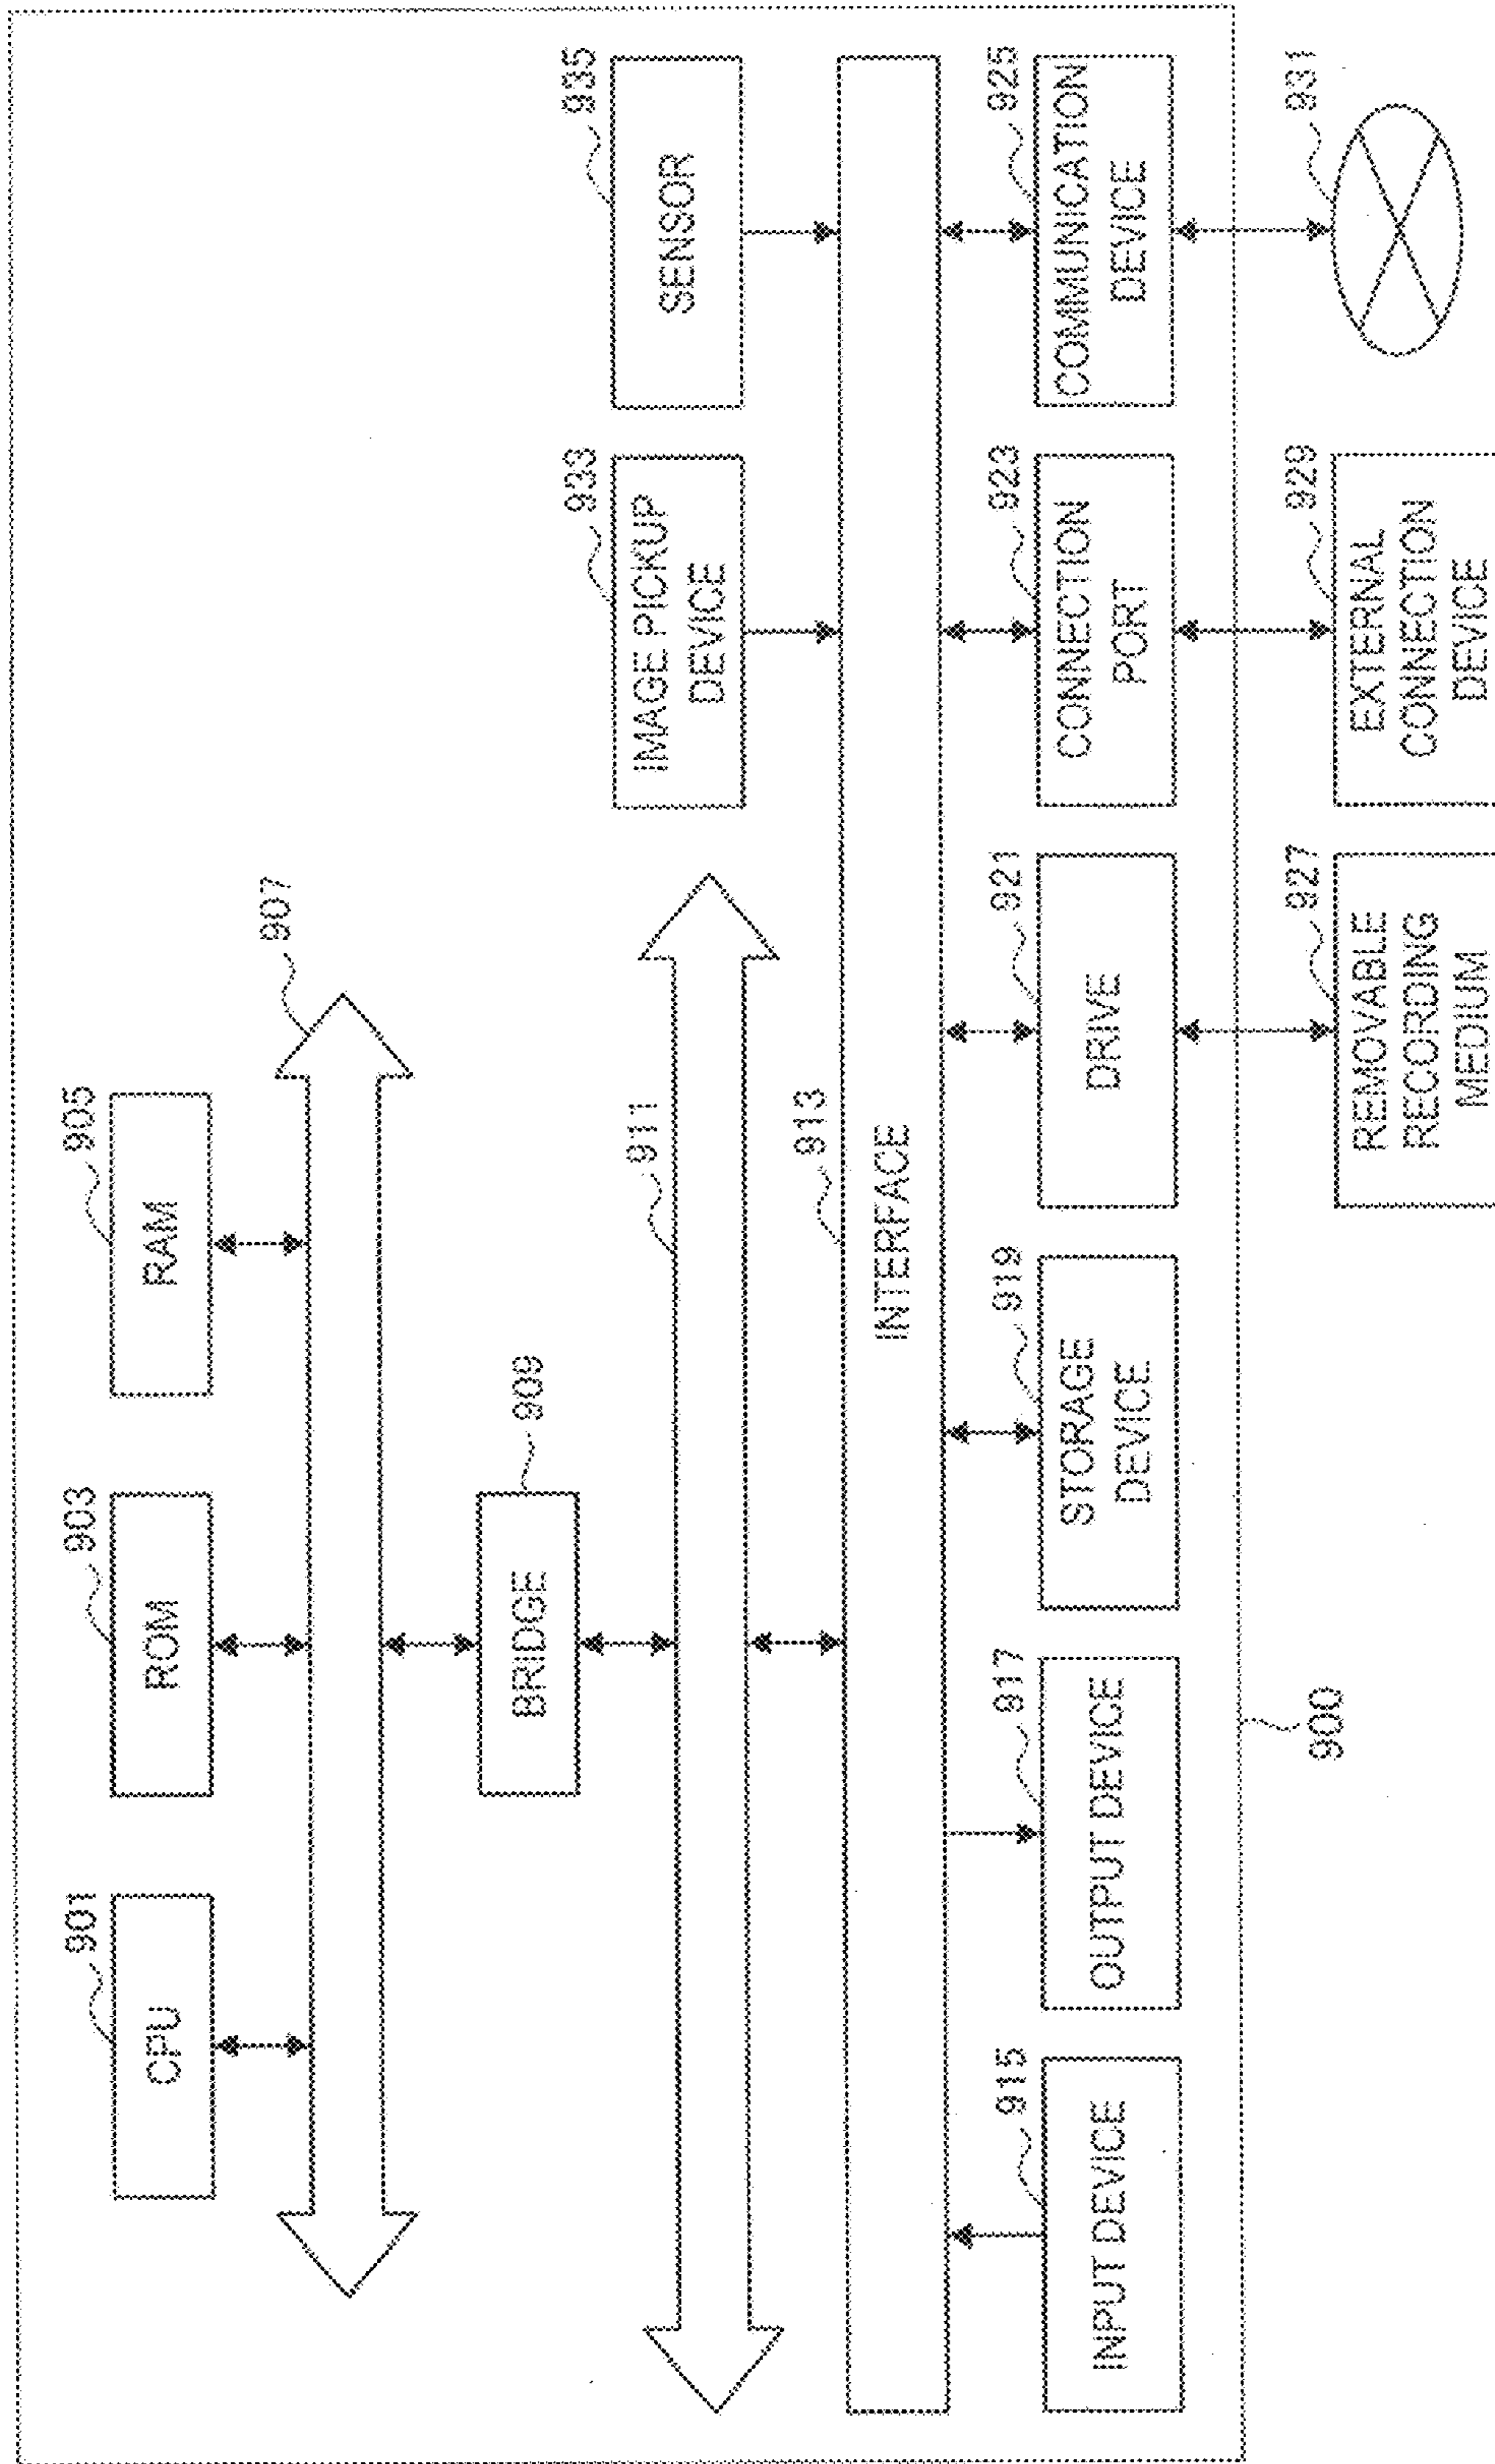 901
903
905
CPU
ROM
RAM
907
909
BRIDGE
933
935
IMAGE PICKUP
DEVICE
SENSOR
911
913
INTERFACE
915
917
919
921
923
925
INPUT DEVICE
OUTPUT DEVICE
STORAGE
DEVICE
DRIVE
CONNECTION
PORT
COMMUNICATION
DEVICE
900
927
929
931
REMOVABLE
RECORDING
MEDIUM
EXTERNAL
CONNECTION
DEVICE